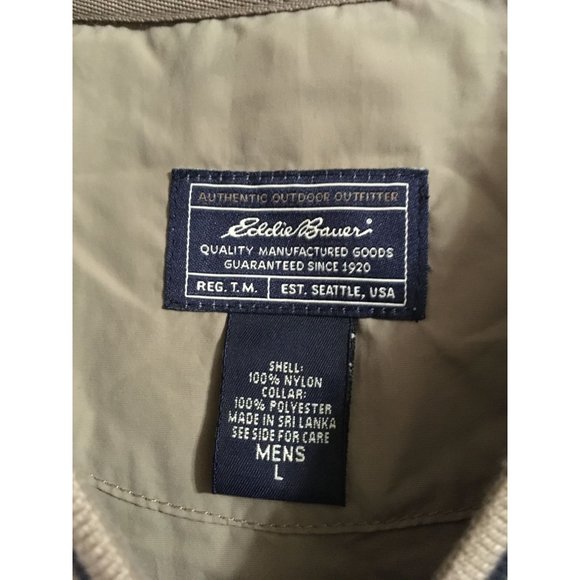 AUTHENTIC OUTDOOR OUTFITTER
Eddie Bauer
QUALITY MANUFACTURED GOODS
GUARANTEED SINCE 1920
REG. T.M. EST. SEATTLE, USA
SHELL:
100% NYLON
COLLAR:
100% POLYESTER
MADE IN SRI LANKA
SEE SIDE FOR CARE
MENS
L